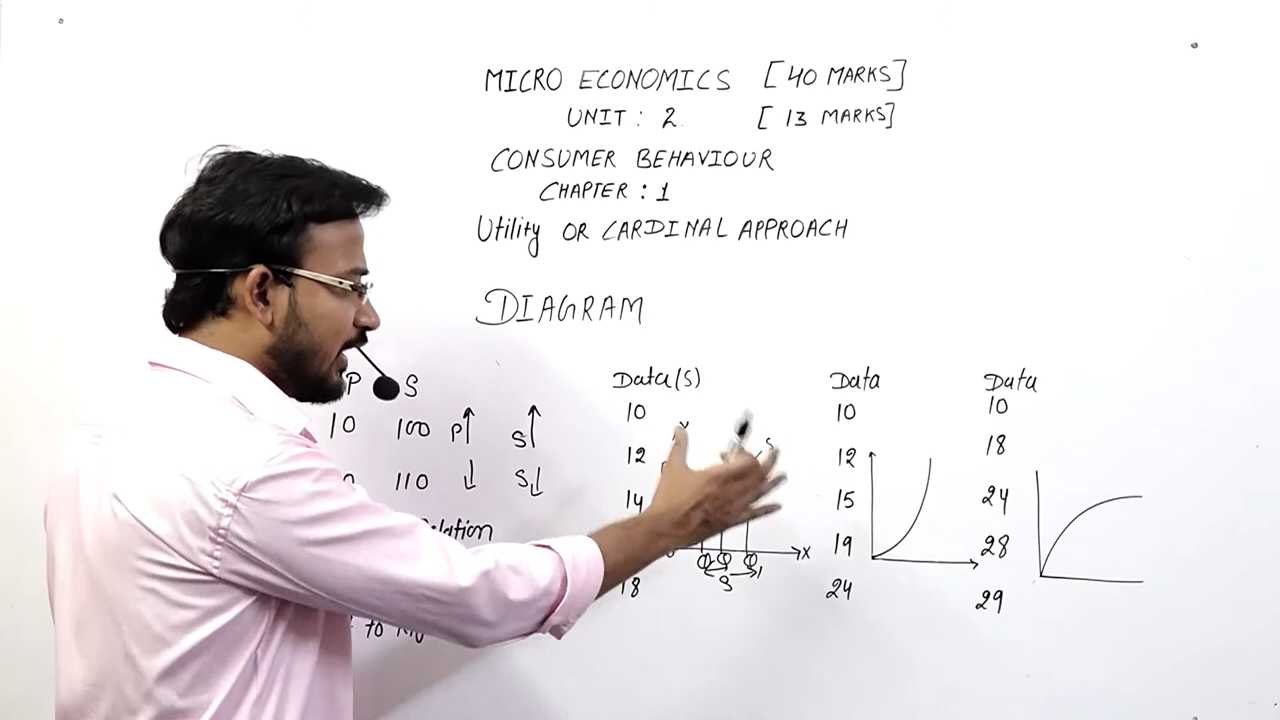 MICRO ECONOMICS [40 MARKS]
UNIT : 2. [13 MARKS]
CONSUMER BEHAVIOUR
CHAPTER : 1
Utility OR CARDINAL APPROACH
DIAGRAM
P S
10 100 P↑ S↑
110 ↓ S↓
to
Data(S)
10
12
14
18
S
X
Q Q Q
S
Data
10
12
15
19
24
Data
10
18
24
28
29